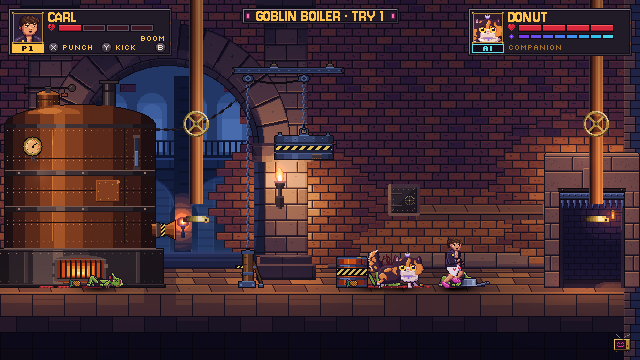 CARL
P1
X PUNCH Y KICK
BOOM
B
GOBLIN BOILER · TRY 1
DONUT
AI
COMPANION